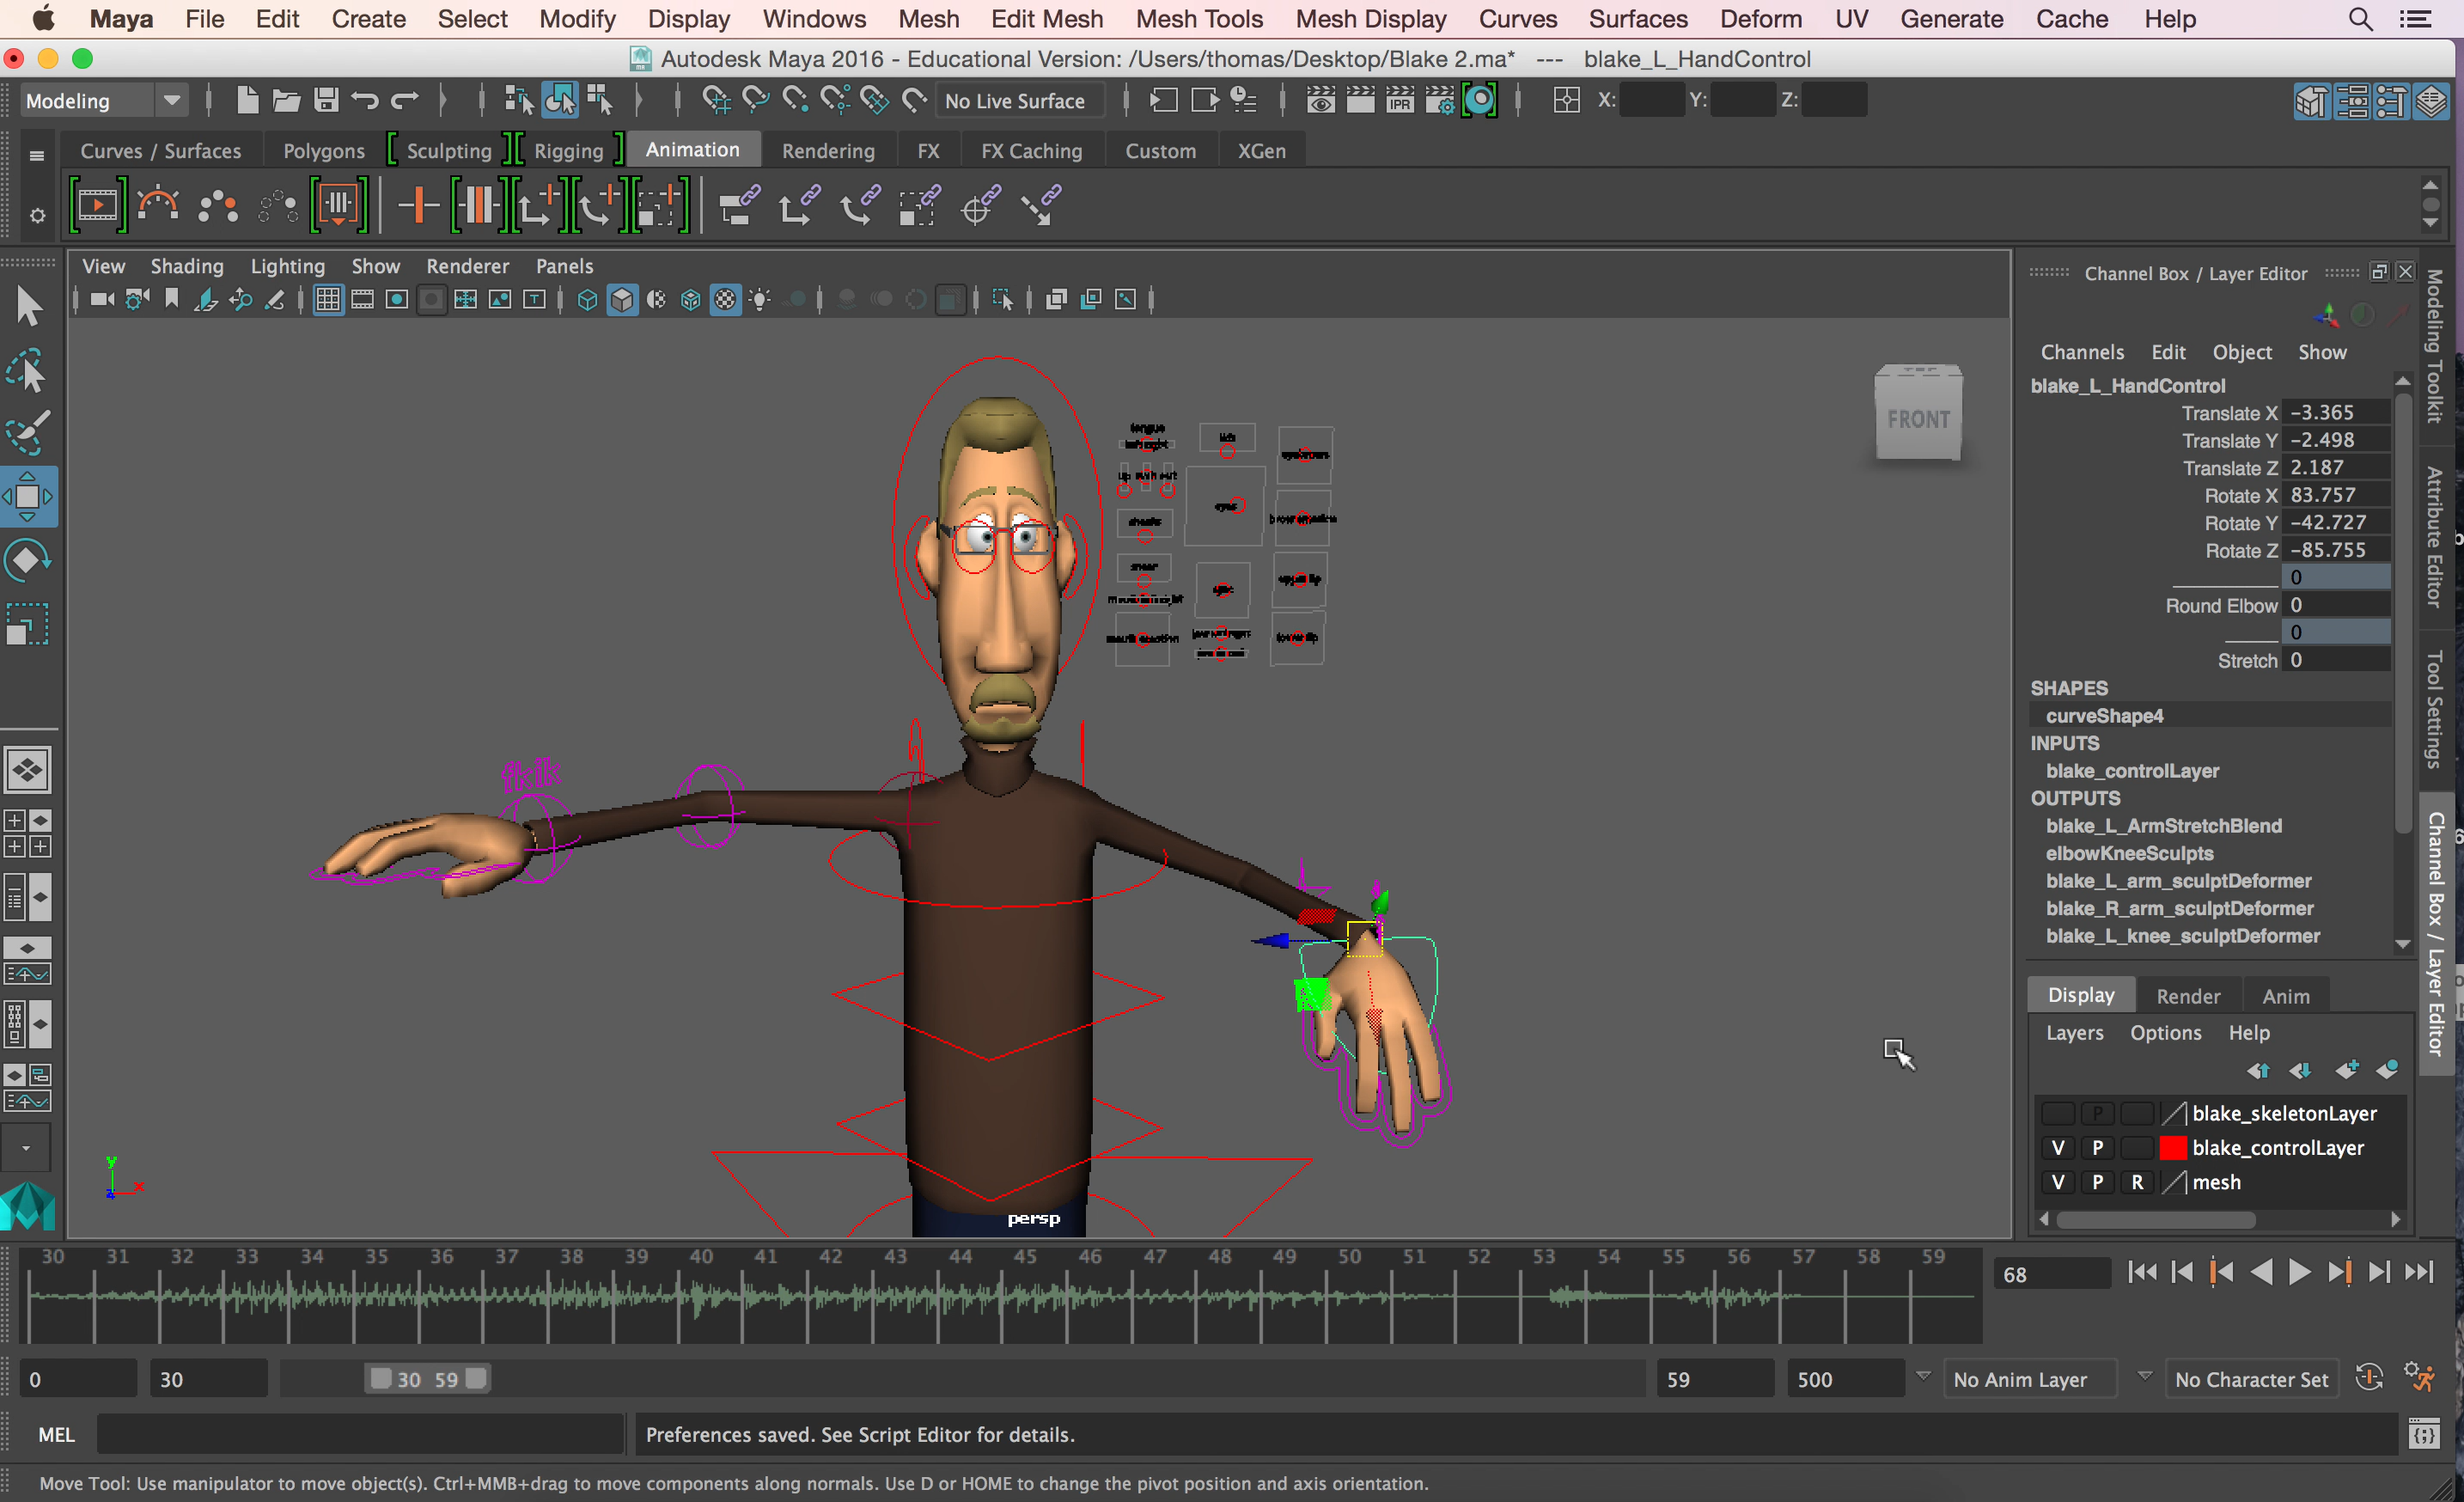 Maya File Edit Create Select Modify Display Windows Mesh Edit Mesh Mesh Tools Mesh Display Curves Surfaces Deform UV Generate Cache Help
Autodesk Maya 2016 - Educational Version: /Users/thomas/Desktop/Blake 2.ma* --- blake_L_HandControl
Modeling No Live Surface IPR X: Y: Z:
Curves / Surfaces Polygons Sculpting Rigging Animation Rendering FX FX Caching Custom XGen
View Shading Lighting Show Renderer Panels
Channel Box / Layer Editor
Channels Edit Object Show
blake_L_HandControl
Translate X -3.365
Translate Y -2.498
Translate Z 2.187
Rotate X 83.757
Rotate Y -42.727
Rotate Z -85.755
0
Round Elbow 0
0
Stretch 0
SHAPES
curveShape4
INPUTS
blake_controlLayer
OUTPUTS
blake_L_ArmStretchBlend
elbowKneeSculpts
blake_L_arm_sculptDeformer
blake_R_arm_sculptDeformer
blake_L_knee_sculptDeformer
Display Render Anim
Layers Options Help
P blake_skeletonLayer
V P blake_controlLayer
V P R mesh
Modeling Toolkit
Attribute Editor
Tool Settings
Channel Box / Layer Editor
FRONT
tongue
eyes
cheeks
sneer
upper lip
lower lip
fkik
y
x
z
persp
30 31 32 33 34 35 36 37 38 39 40 41 42 43 44 45 46 47 48 49 50 51 52 53 54 55 56 57 58 59
68
0 30 30 59 59 500 No Anim Layer No Character Set
MEL Preferences saved. See Script Editor for details.
Move Tool: Use manipulator to move object(s). Ctrl+MMB+drag to move components along normals. Use D or HOME to change the pivot position and axis orientation.